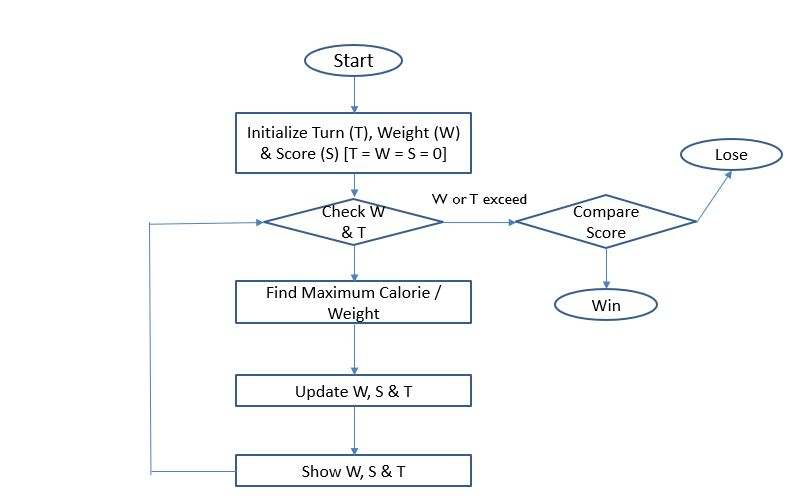 Start
Initialize Turn (T), Weight (W)
& Score (S) [T = W = S = 0]
Lose
W or T exceed
Check W
& T
Compare
Score
Find Maximum Calorie /
Weight
Win
Update W, S & T
Show W, S & T